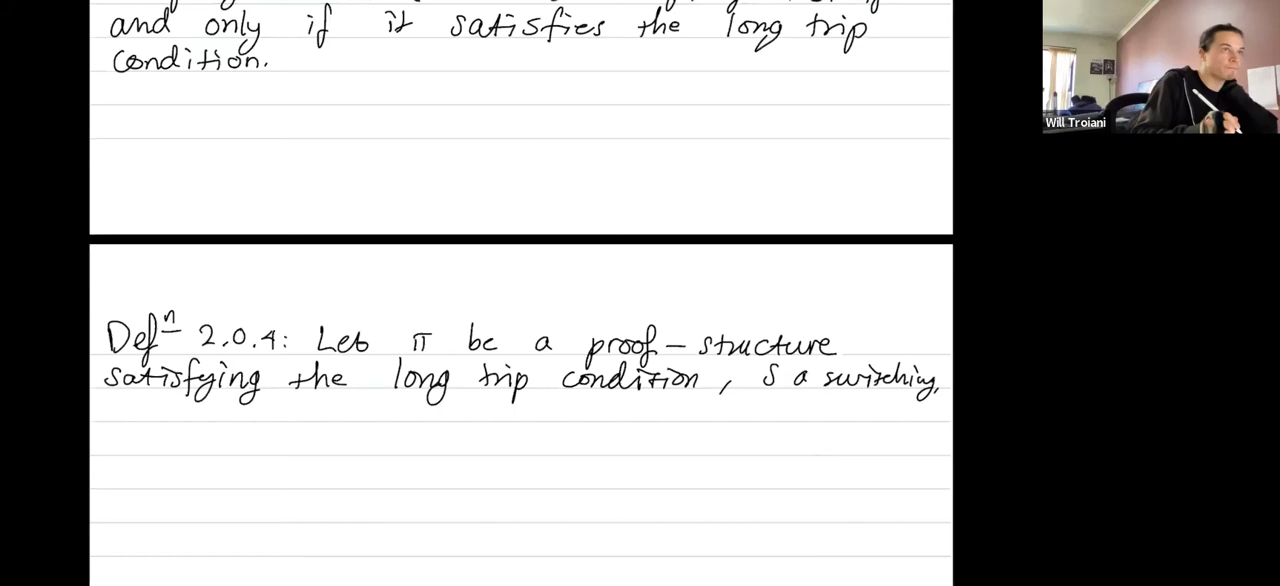 and only if it satisfies the long trip
condition.
Will Troiani
Defⁿ 2.0.4: Let π be a proof-structure
satisfying the long trip condition, S a switching,